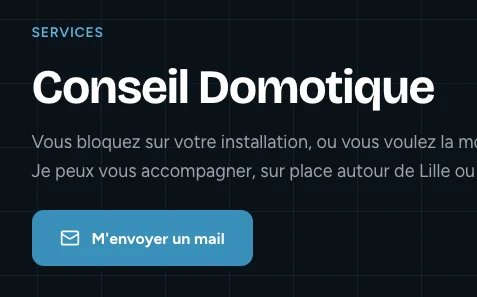 SERVICES
Conseil Domotique
Vous bloquez sur votre installation, ou vous voulez la
Je peux vous accompagner, sur place autour de Lille ou
M'envoyer un mail